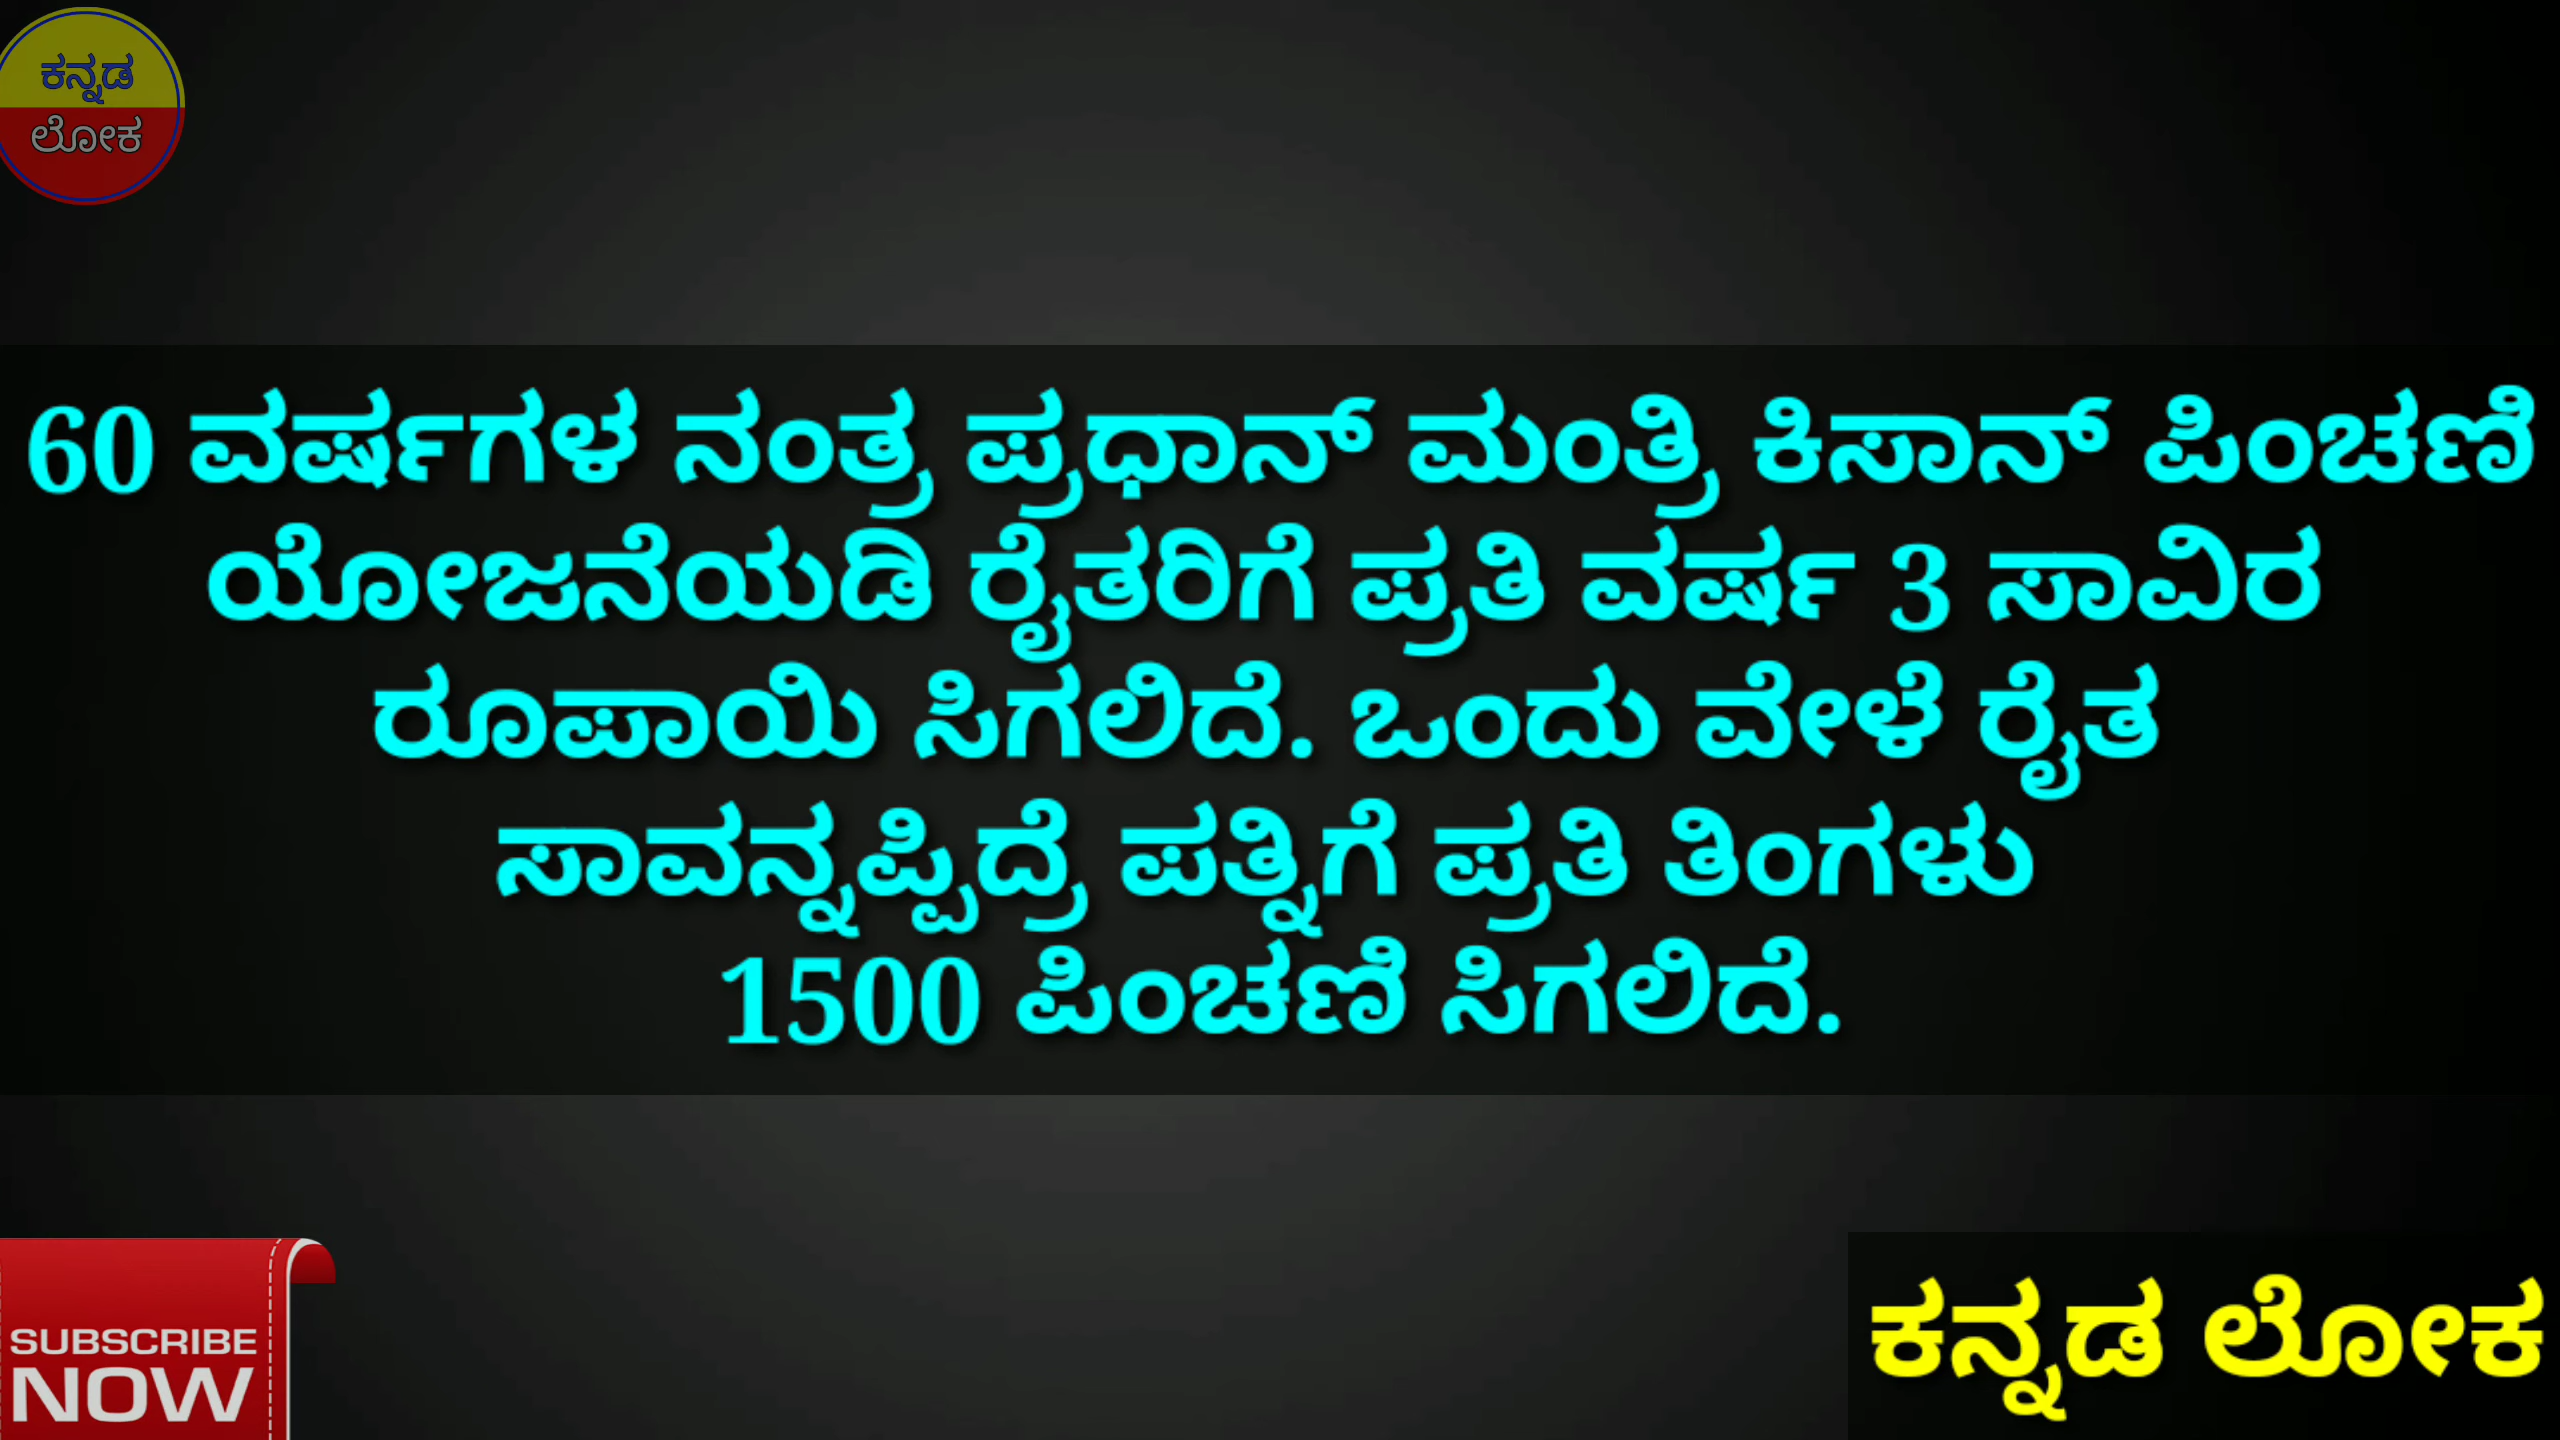 ಕನ್ನಡ
ಲೋಕ
60 ವರ್ಷಗಳ ನಂತ್ರ ಪ್ರಧಾನ್ ಮಂತ್ರಿ ಕಿಸಾನ್ ಪಿಂಚಣಿ
ಯೋಜನೆಯಡಿ ರೈತರಿಗೆ ಪ್ರತಿ ವರ್ಷ 3 ಸಾವಿರ
ರೂಪಾಯಿ ಸಿಗಲಿದೆ. ಒಂದು ವೇಳೆ ರೈತ
ಸಾವನ್ನಪ್ಪಿದ್ರೆ ಪತ್ನಿಗೆ ಪ್ರತಿ ತಿಂಗಳು
1500 ಪಿಂಚಣಿ ಸಿಗಲಿದೆ.
SUBSCRIBE
NOW
ಕನ್ನಡ ಲೋಕ